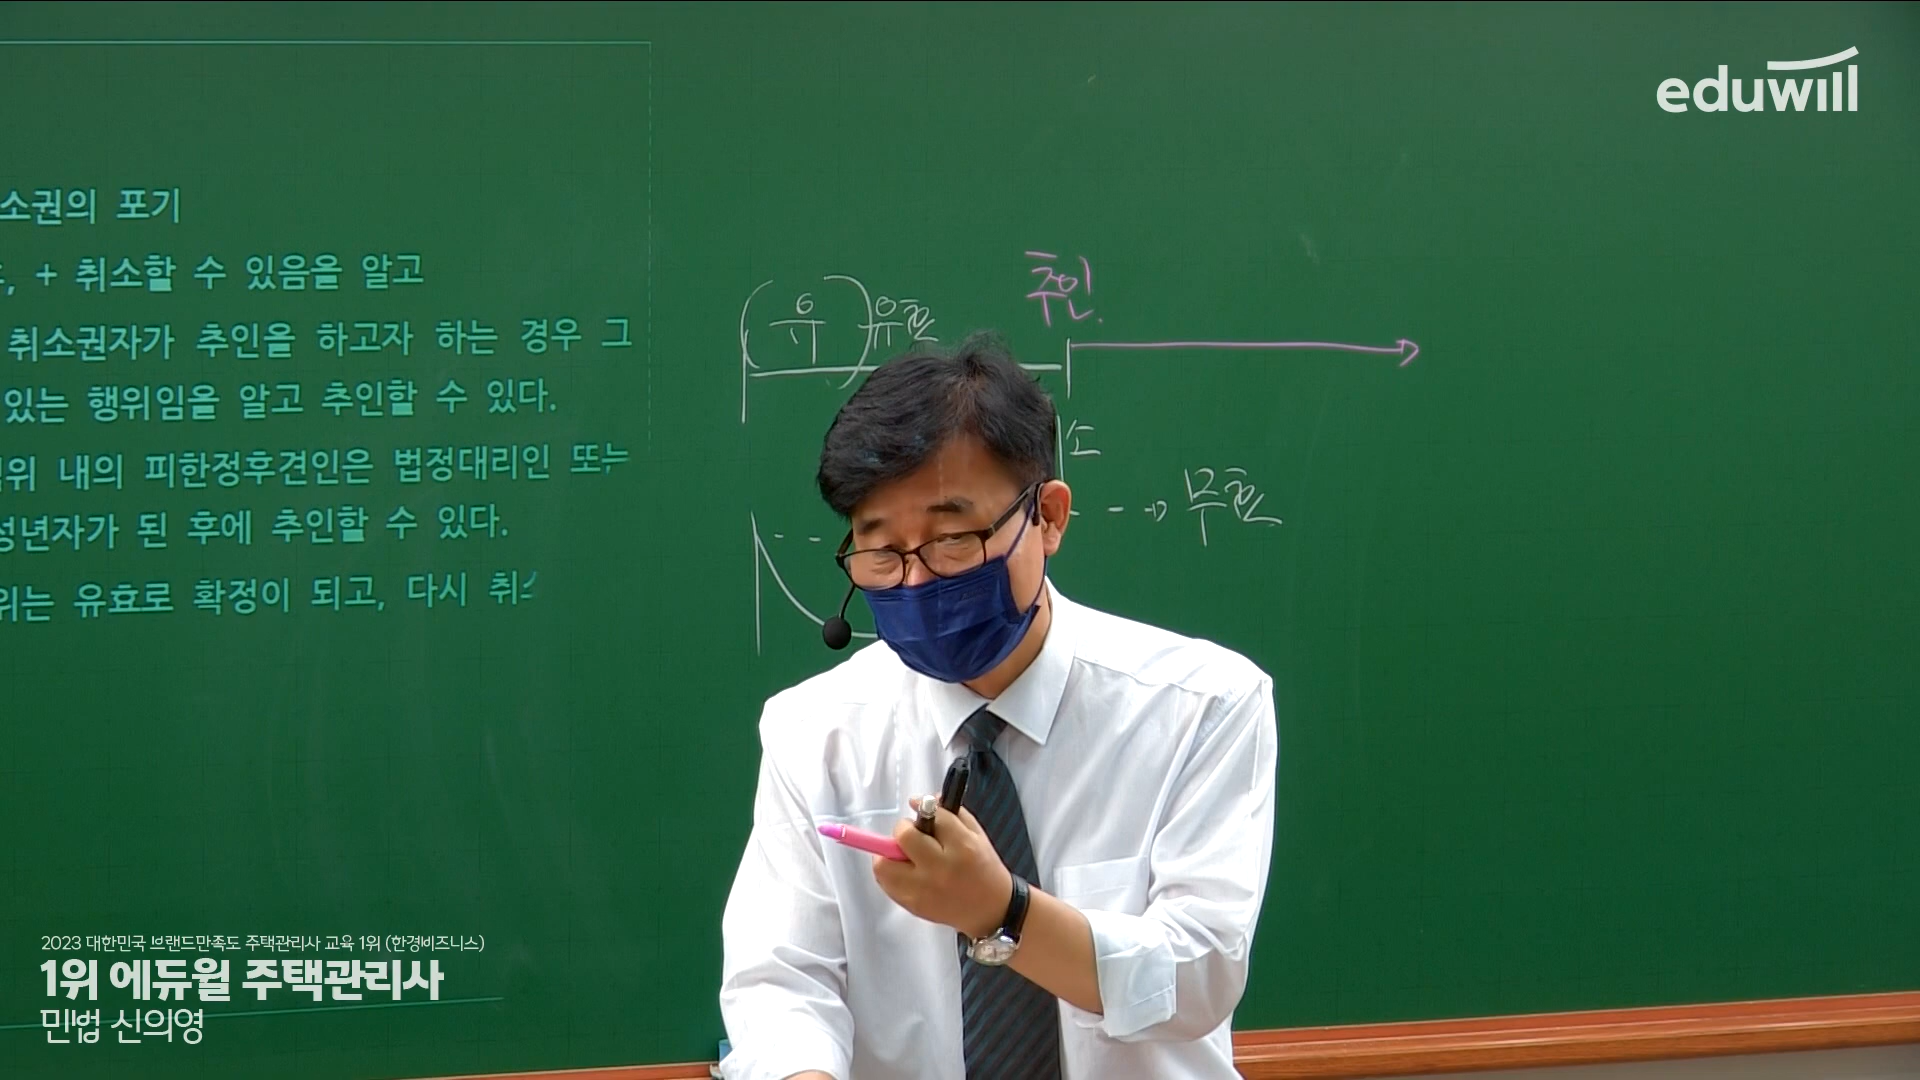 eduwill
소권의 포기
, + 취소할 수 있음을 알고
취소권자가 추인을 하고자 하는 경우 그
있는 행위임을 알고 추인할 수 있다.
위 내의 피한정후견인은 법정대리인 또는
성년자가 된 후에 추인할 수 있다.
위는 유효로 확정이 되고, 다시 취소
추인.
(유) 유효
소
무효
2023 대한민국 브랜드만족도 주택관리사 교육 1위 (한경비즈니스)
1위 에듀윌 주택관리사
민법 신의영